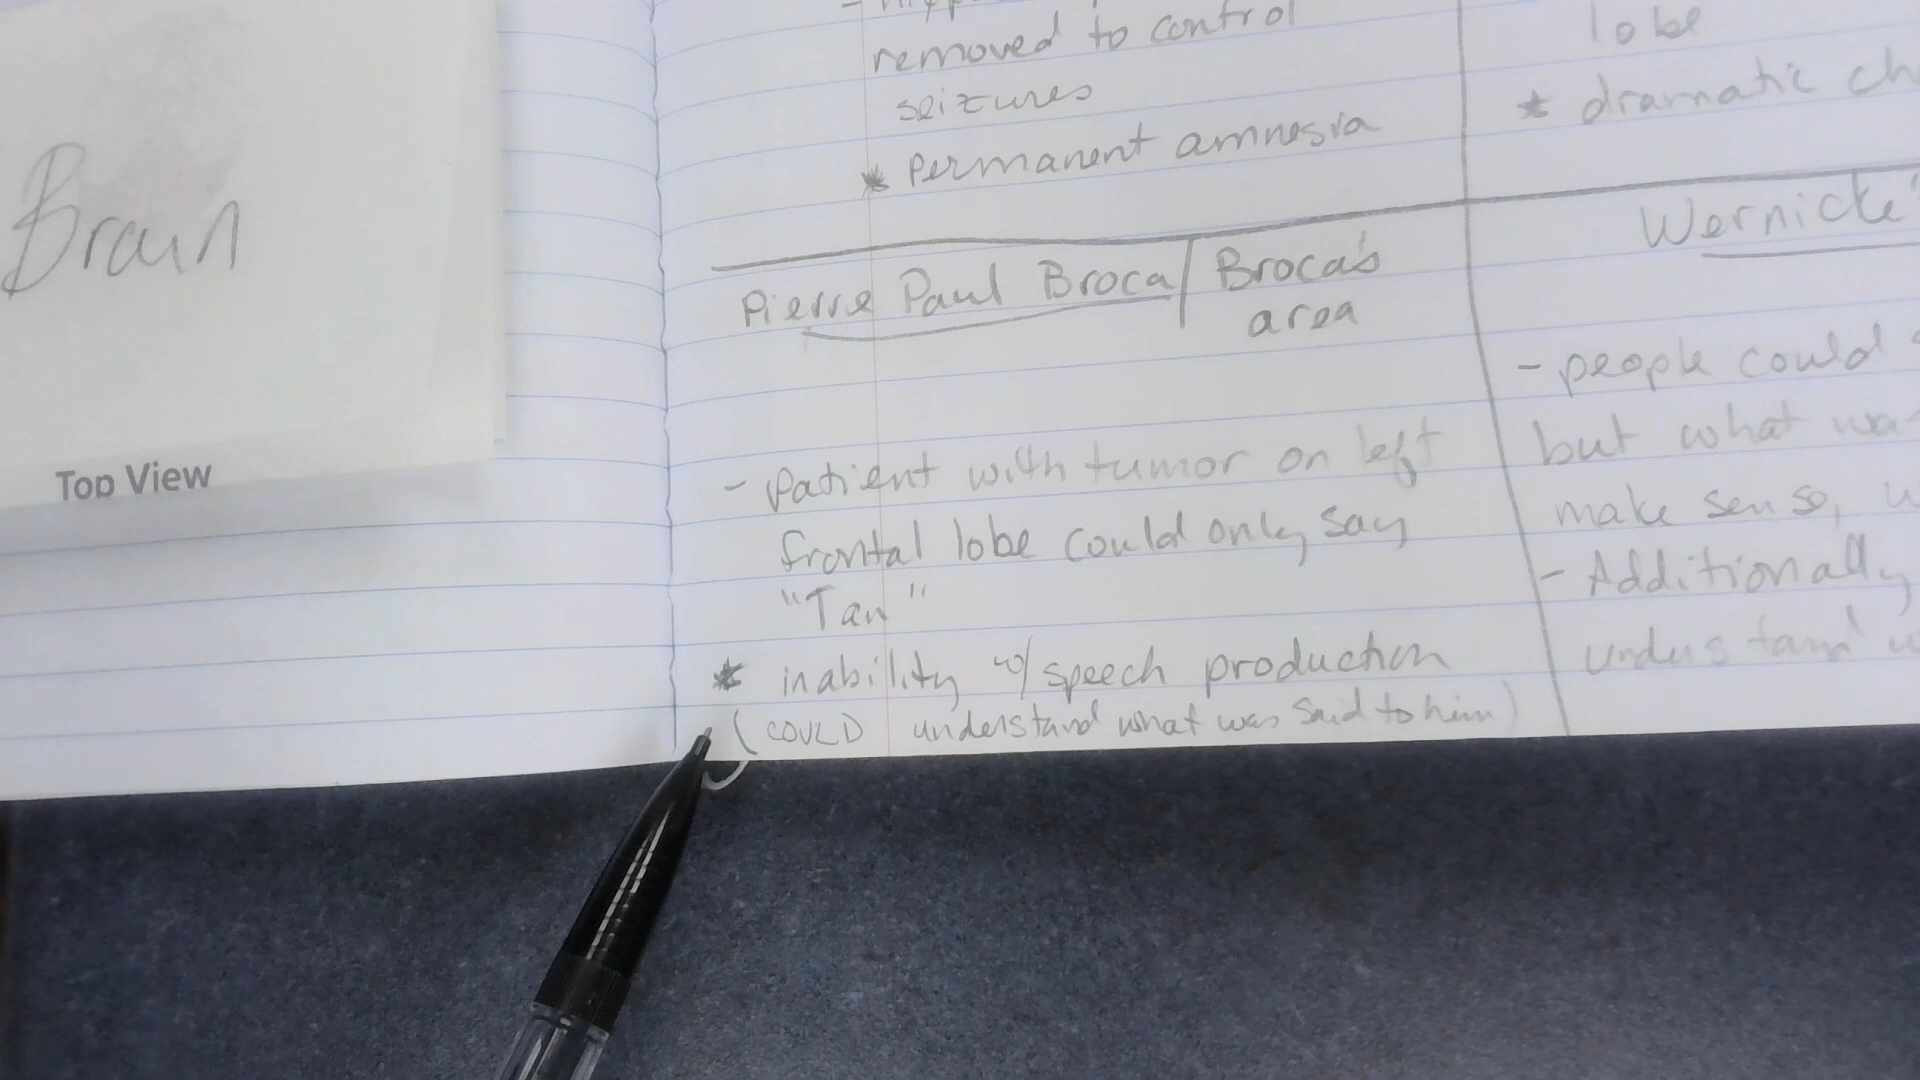 Brain
Top View
removed to control
seizures
* permanent amnesia
Pierre Paul Broca/ Broca's
area
- patient with tumor on left
frontal lobe could only say
"Tan"
* inability w/ speech production
(COULD understand what was said to him)
lobe
* dramatic
Wernicke'
- people could
but what
make sense,
- Additionally